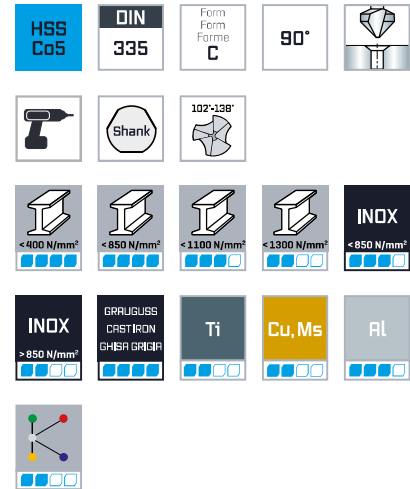 HSS
Co5
DIN
335
Form
Form
Forme
C
90°
Shank
102°-138°
<400 N/mm²
<850 N/mm²
<1100 N/mm²
<1300 N/mm²
INOX
<850 N/mm²
INOX
>850 N/mm²
GRAUGUSS
CAST IRON
GHISA GRIGIA
Ti
Cu, Ms
Al